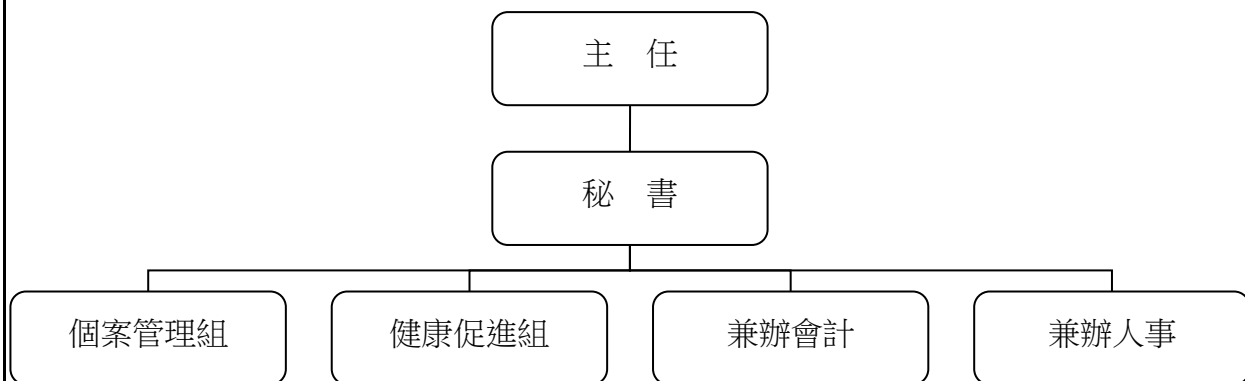 主　任
秘　書
個案管理組
健康促進組
兼辦會計
兼辦人事